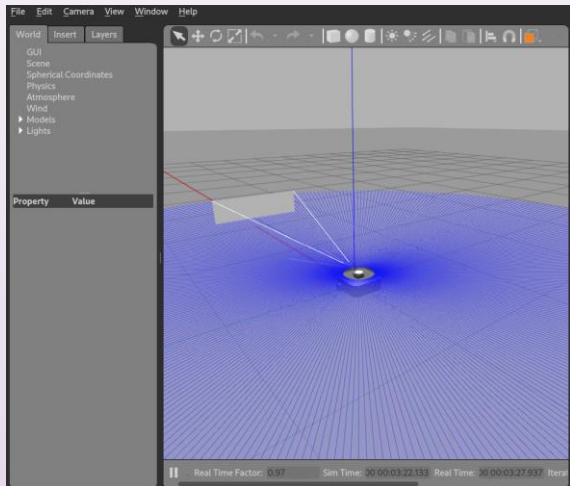 File Edit Camera View Window Help
World Insert Layers
GUI
Scene
Spherical Coordinates
Physics
Atmosphere
Wind
Models
Lights
Property Value
Real Time Factor: 0.97 Sim Time: 00 00:03:22.133 Real Time: 00 00:03:27.937 Iterat